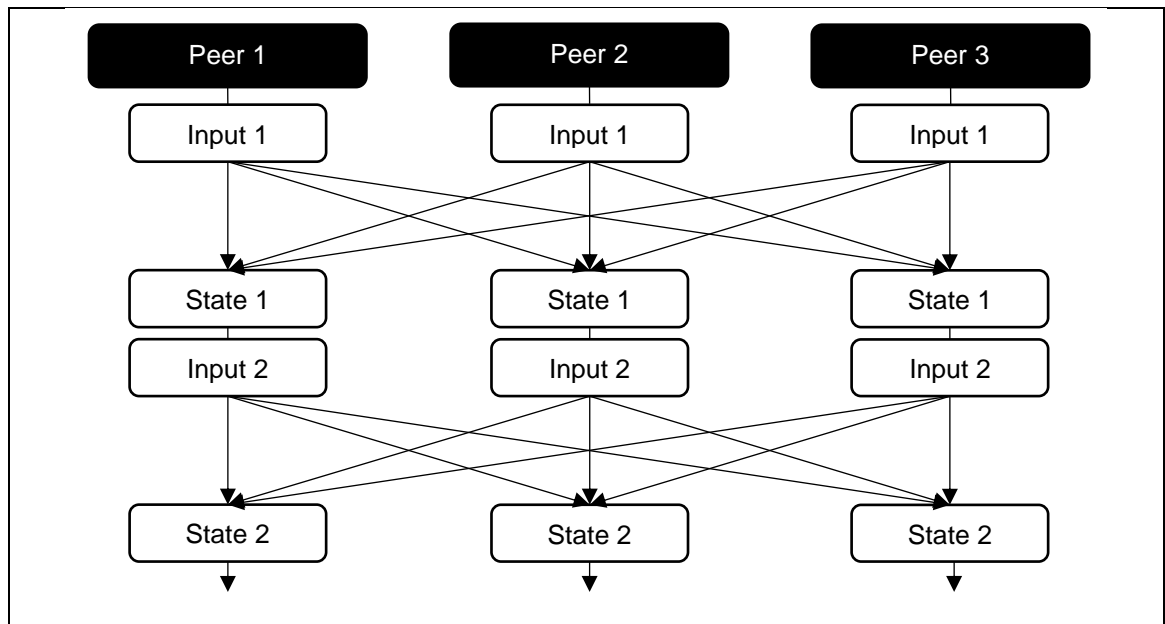 Peer 1
Peer 2
Peer 3
Input 1
Input 1
Input 1
State 1
State 1
State 1
Input 2
Input 2
Input 2
State 2
State 2
State 2